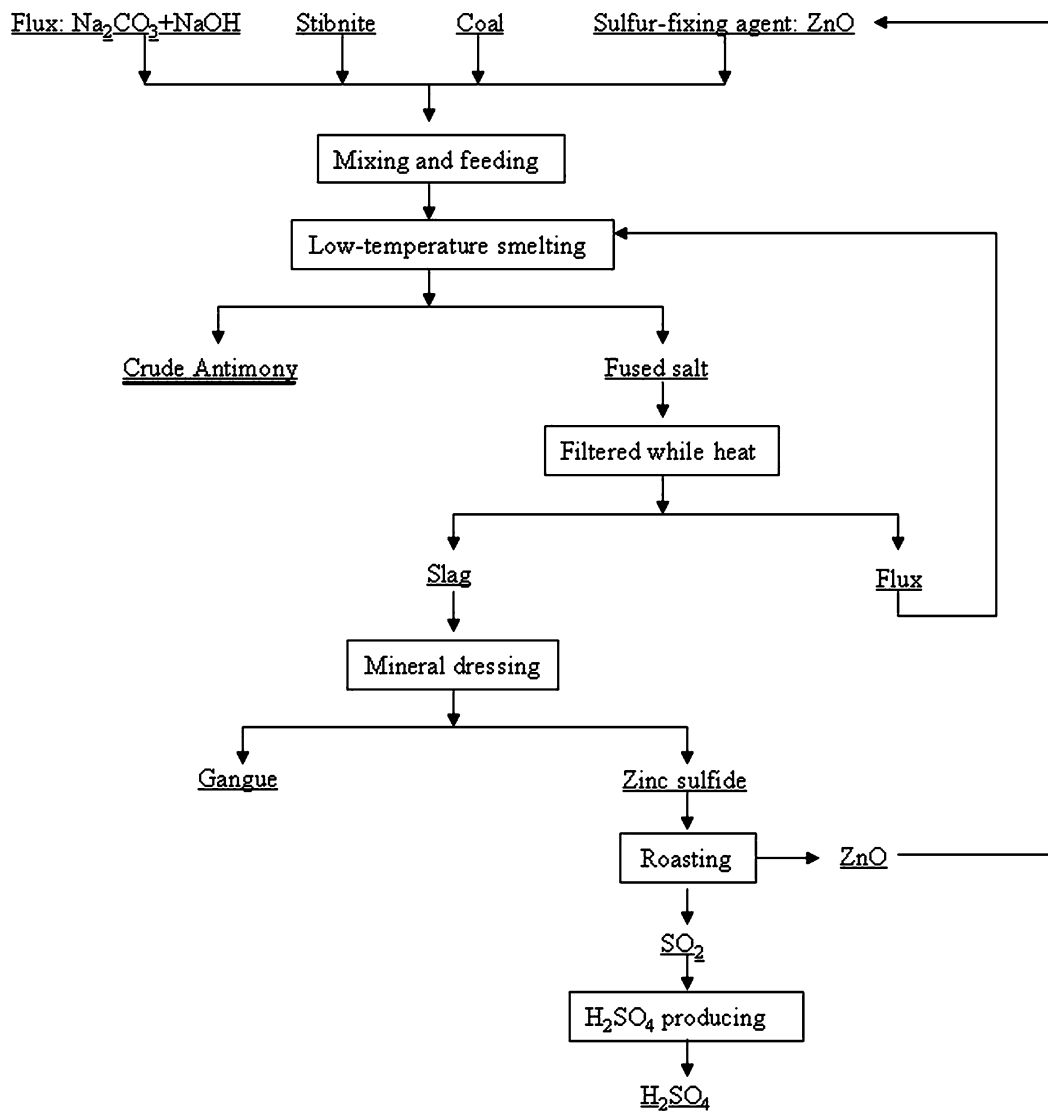 Flux: Na₂CO₃+NaOH
Stibnite
Coal
Sulfur-fixing agent: ZnO
Mixing and feeding
Low-temperature smelting
Crude Antimony
Fused salt
Filtered while heat
Slag
Flux
Mineral dressing
Gangue
Zinc sulfide
Roasting
ZnO
SO₂
H₂SO₄ producing
H₂SO₄